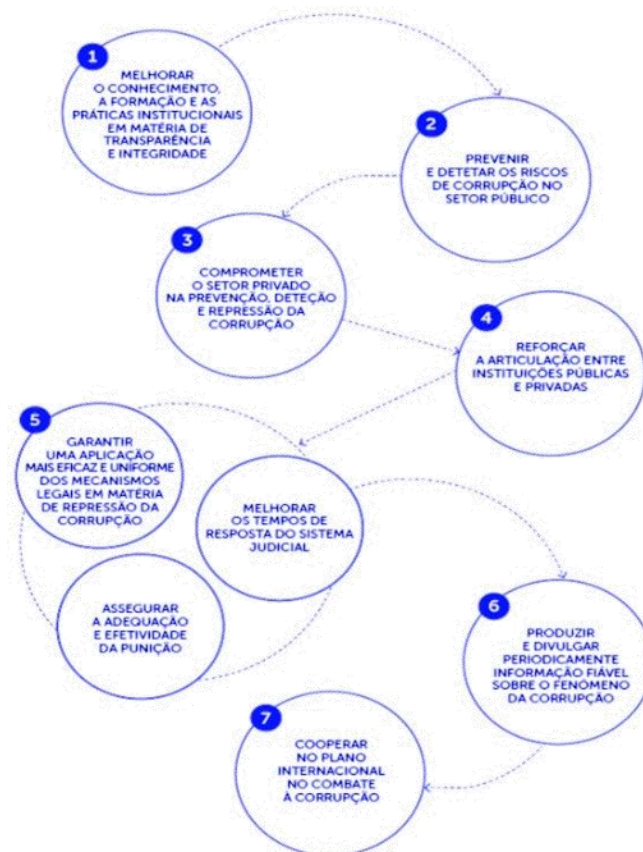 1
MELHORAR
O CONHECIMENTO,
A FORMAÇÃO E AS
PRÁTICAS INSTITUCIONAIS
EM MATÉRIA DE
TRANSPARÊNCIA
E INTEGRIDADE
2
PREVENIR
E DETETAR OS RISCOS
DE CORRUPÇÃO NO
SETOR PÚBLICO
3
COMPROMETER
O SETOR PRIVADO
NA PREVENÇÃO, DETEÇÃO
E REPRESSÃO DA
CORRUPÇÃO
4
REFORÇAR
A ARTICULAÇÃO ENTRE
INSTITUIÇÕES PÚBLICAS
E PRIVADAS
5
GARANTIR
UMA APLICAÇÃO
MAIS EFICAZ E UNIFORME
DOS MECANISMOS
LEGAIS EM MATÉRIA
DE REPRESSÃO DA
CORRUPÇÃO
MELHORAR
OS TEMPOS DE
RESPOSTA DO SISTEMA
JUDICIAL
ASSEGURAR
A ADEQUAÇÃO
E EFETIVIDADE
DA PUNIÇÃO
6
PRODUZIR
E DIVULGAR
PERIODICAMENTE
INFORMAÇÃO FIÁVEL
SOBRE O FENÓMENO
DA CORRUPÇÃO
7
COOPERAR
NO PLANO
INTERNACIONAL
NO COMBATE
À CORRUPÇÃO